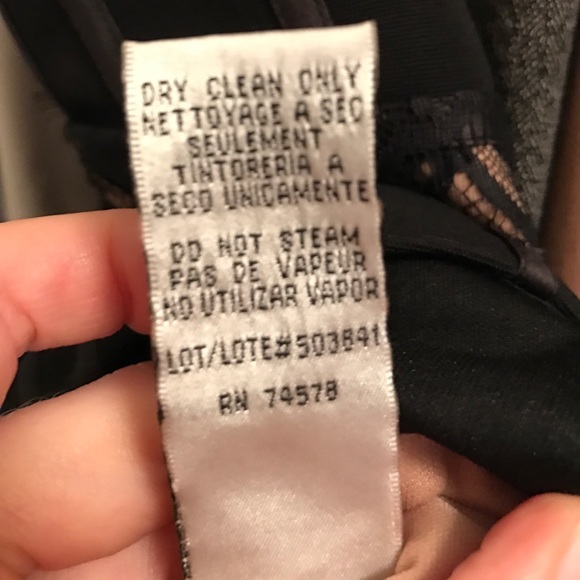 DRY CLEAN ONLY
NETTOYAGE A SEC
SEULEMENT
TINTORERIA A
SECO UNICAMENTE
DO NOT STEAM
PAS DE VAPEUR
NO UTILIZAR VAPOR
LOT/LOTE#503841
RN 74578